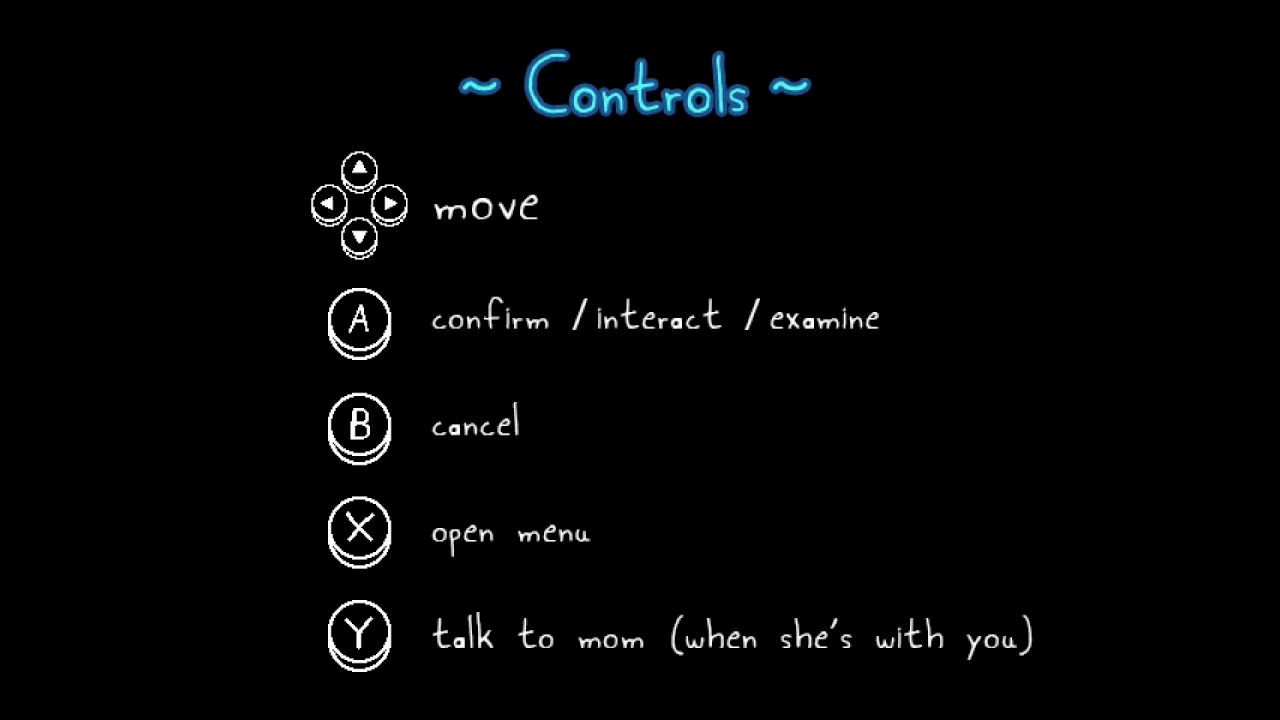 ~ Controls ~
move
A confirm / interact / examine
B cancel
X open menu
Y talk to mom (when she's with you)